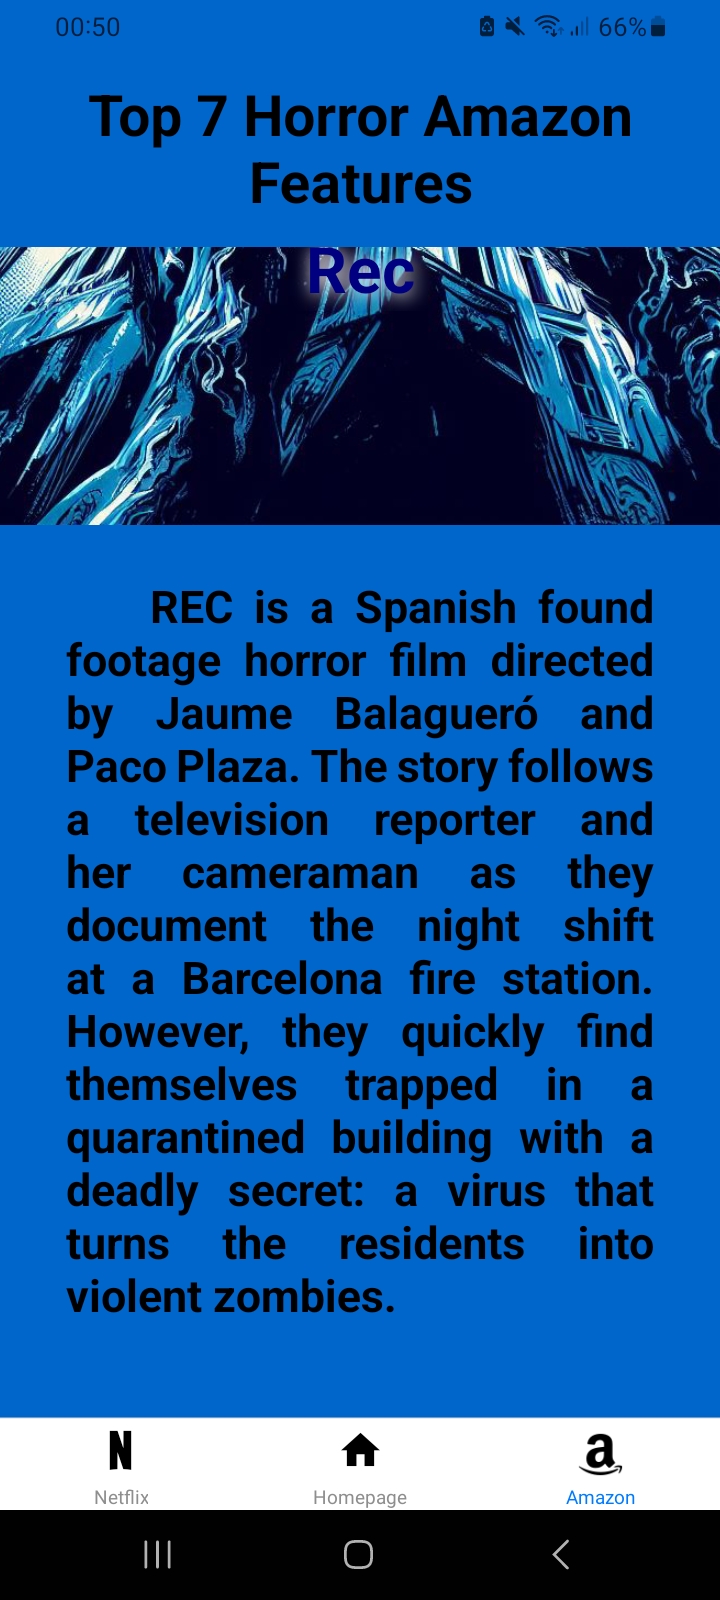 00:50 66%
Top 7 Horror Amazon
Features
Rec
REC is a Spanish found
footage horror film directed
by Jaume Balagueró and
Paco Plaza. The story follows
a television reporter and
her cameraman as they
document the night shift
at a Barcelona fire station.
However, they quickly find
themselves trapped in a
quarantined building with a
deadly secret: a virus that
turns the residents into
violent zombies.
Netflix Homepage Amazon